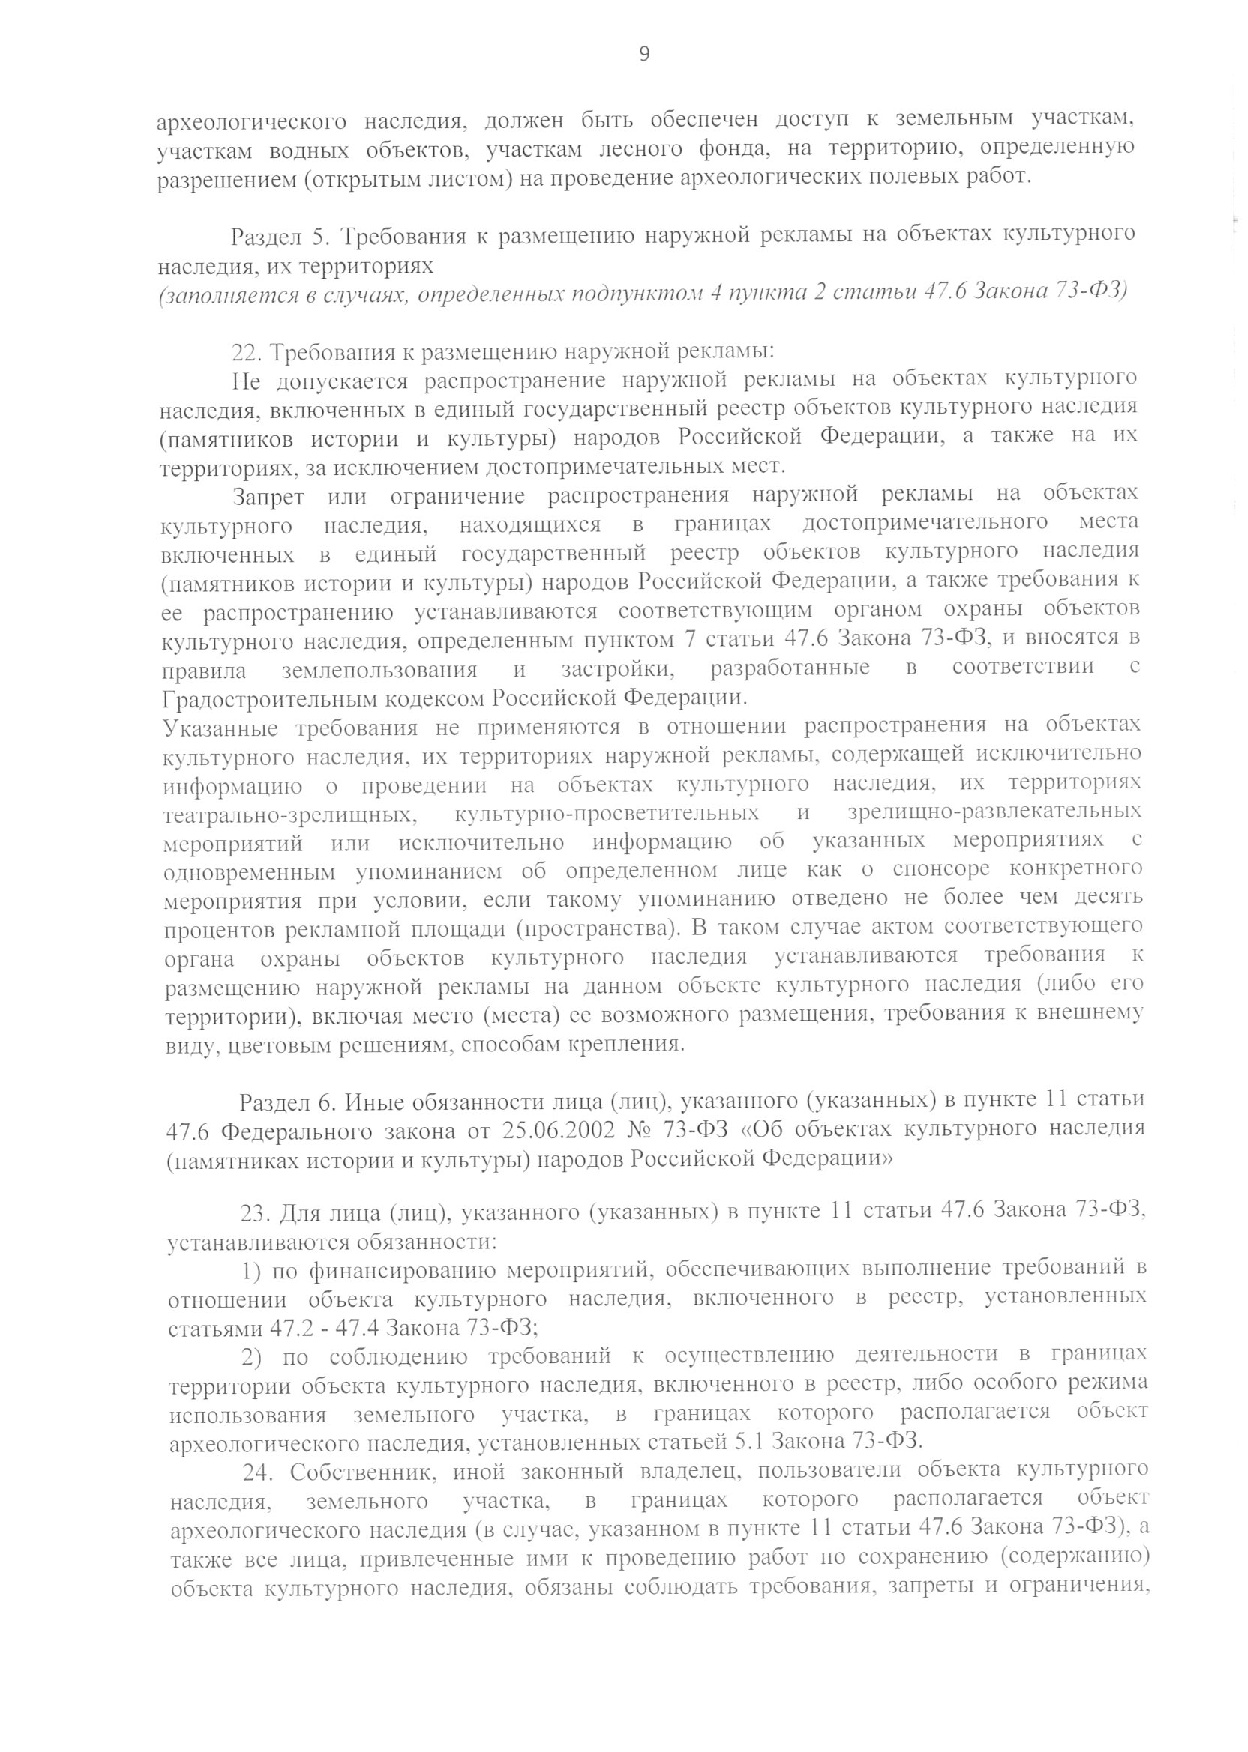 9
археологического наследия, должен быть обеспечен доступ к земельным участкам,
участкам водных объектов, участкам лесного фонда, на территорию, определенную
разрешением (открытым листом) на проведение археологических полевых работ.
Раздел 5. Требования к размещению наружной рекламы на объектах культурного
наследия, их территориях
(заполняется в случаях, определенных подпунктом 4 пункта 2 статьи 47.6 Закона 73-ФЗ)
22. Требования к размещению наружной рекламы:
Не допускается распространение наружной рекламы на объектах культурного
наследия, включенных в единый государственный реестр объектов культурного наследия
(памятников истории и культуры) народов Российской Федерации, а также на их
территориях, за исключением достопримечательных мест.
Запрет или ограничение распространения наружной рекламы на объектах
культурного наследия, находящихся в границах достопримечательного места
включенных в единый государственный реестр объектов культурного наследия
(памятников истории и культуры) народов Российской Федерации, а также требования к
ее распространению устанавливаются соответствующим органом охраны объектов
культурного наследия, определенным пунктом 7 статьи 47.6 Закона 73-ФЗ, и вносятся в
правила землепользования и застройки, разработанные в соответствии с
Градостроительным кодексом Российской Федерации.
Указанные требования не применяются в отношении распространения на объектах
культурного наследия, их территориях наружной рекламы, содержащей исключительно
информацию о проведении на объектах культурного наследия, их территориях
театрально-зрелищных, культурно-просветительных и зрелищно-развлекательных
мероприятий или исключительно информацию об указанных мероприятиях с
одновременным упоминанием об определенном лице как о спонсоре конкретного
мероприятия при условии, если такому упоминанию отведено не более чем десять
процентов рекламной площади (пространства). В таком случае актом соответствующего
органа охраны объектов культурного наследия устанавливаются требования к
размещению наружной рекламы на данном объекте культурного наследия (либо его
территории), включая место (места) ее возможного размещения, требования к внешнему
виду, цветовым решениям, способам крепления.
Раздел 6. Иные обязанности лица (лиц), указанного (указанных) в пункте 11 статьи
47.6 Федерального закона от 25.06.2002 № 73-ФЗ «Об объектах культурного наследия
(памятниках истории и культуры) народов Российской Федерации»
23. Для лица (лиц), указанного (указанных) в пункте 11 статьи 47.6 Закона 73-ФЗ,
устанавливаются обязанности:
1) по финансированию мероприятий, обеспечивающих выполнение требований в
отношении объекта культурного наследия, включенного в реестр, установленных
статьями 47.2 - 47.4 Закона 73-ФЗ;
2) по соблюдению требований к осуществлению деятельности в границах
территории объекта культурного наследия, включенного в реестр, либо особого режима
использования земельного участка, в границах которого располагается объект
археологического наследия, установленных статьей 5.1 Закона 73-ФЗ.
24. Собственник, иной законный владелец, пользователи объекта культурного
наследия, земельного участка, в границах которого располагается объект
археологического наследия (в случае, указанном в пункте 11 статьи 47.6 Закона 73-ФЗ), а
также все лица, привлеченные ими к проведению работ по сохранению (содержанию)
объекта культурного наследия, обязаны соблюдать требования, запреты и ограничения,